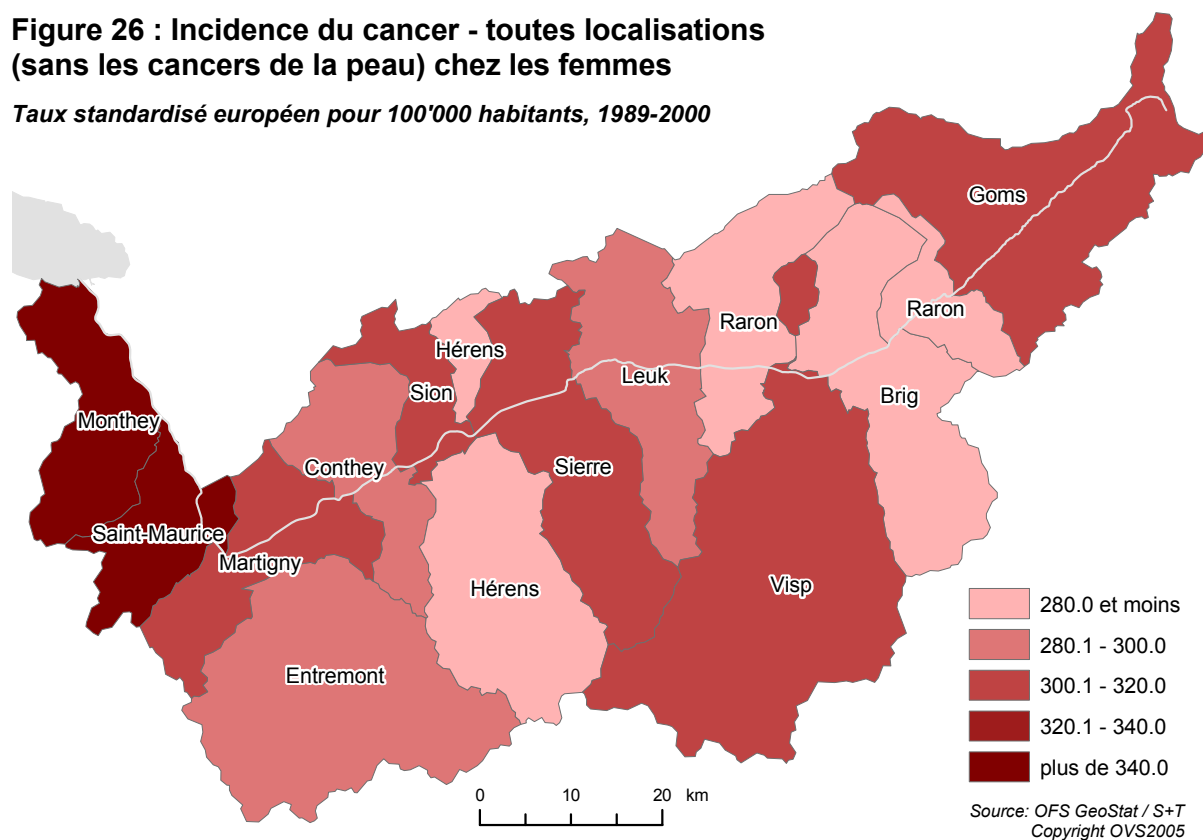 Figure 26 : Incidence du cancer - toutes localisations
(sans les cancers de la peau) chez les femmes
Taux standardisé européen pour 100'000 habitants, 1989-2000
Goms
Raron
Raron
Hérens
Leuk
Sion
Brig
Monthey
Conthey
Sierre
Saint-Maurice
Martigny
Hérens
Visp
Entremont
280.0 et moins
280.1 - 300.0
300.1 - 320.0
320.1 - 340.0
plus de 340.0
0 10 20 km
Source: OFS GeoStat / S+T
Copyright OVS2005